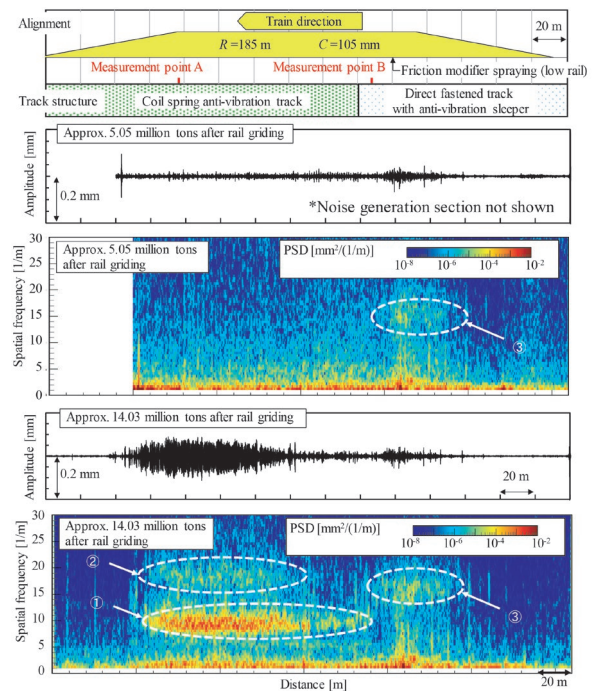 Alignment
Train direction
20 m
R =185 m C =105 mm
Measurement point A Measurement point B
Friction modifier spraying (low rail)
Track structure Coil spring anti-vibration track
Direct fastened track
with anti-vibration sleeper
Approx. 5.05 million tons after rail griding
Amplitude [mm]
0.2 mm
*Noise generation section not shown
Approx. 5.05 million tons
after rail griding
PSD [mm²/(1/m)]
10⁻⁸ 10⁻⁶ 10⁻⁴ 10⁻²
Spatial frequency [1/m]
30
25
20
15
10
5
0
③
Approx. 14.03 million tons after rail griding
Amplitude [mm]
0.2 mm
20 m
Approx. 14.03 million tons
after rail griding
PSD [mm²/(1/m)]
10⁻⁸ 10⁻⁶ 10⁻⁴ 10⁻²
Spatial frequency [1/m]
30
25
20
15
10
5
0
②
①
③
Distance [m]
20 m